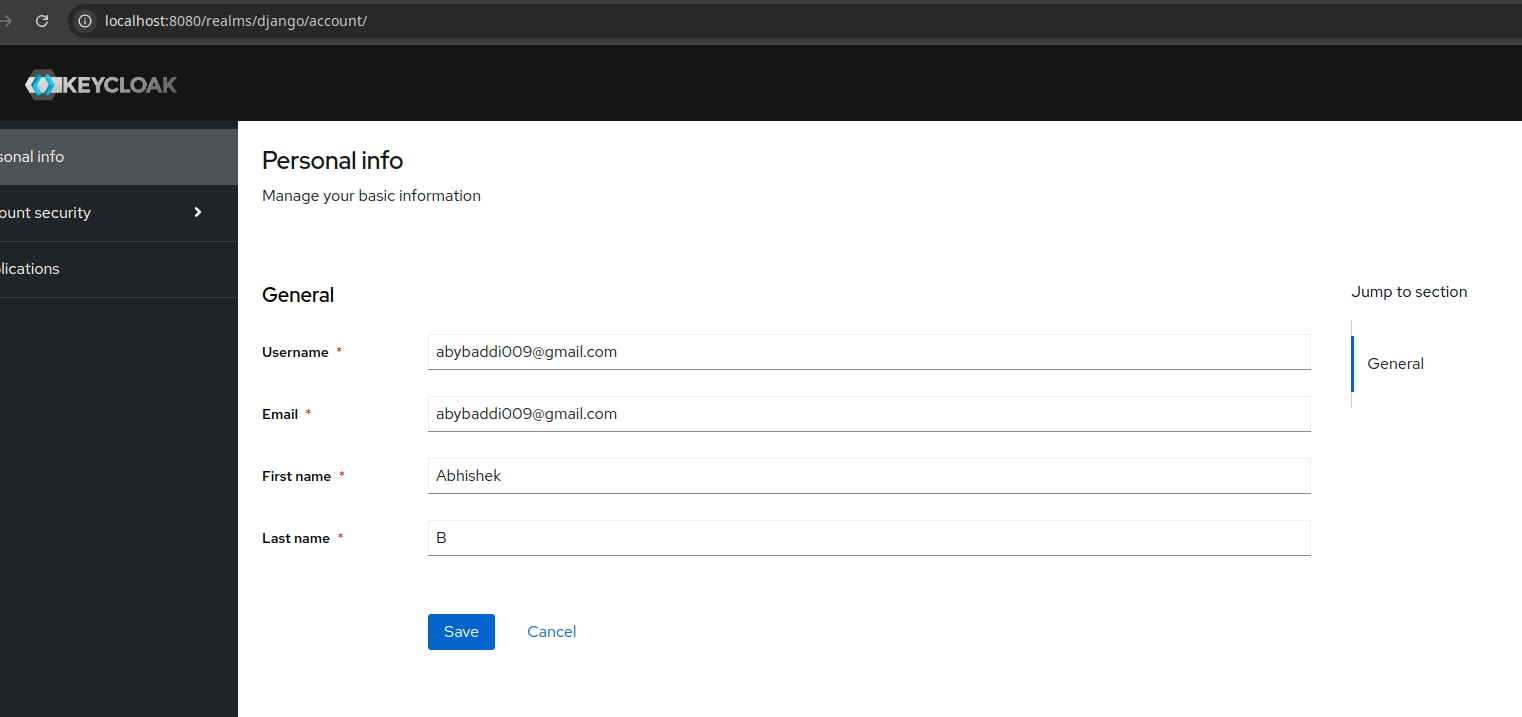 localhost:8080/realms/django/account/
KEYCLOAK
sonal info
ount security
lications
Personal info
Manage your basic information
General
Username *
abybaddi009@gmail.com
Email *
abybaddi009@gmail.com
First name *
Abhishek
Last name *
B
Save Cancel
Jump to section
General